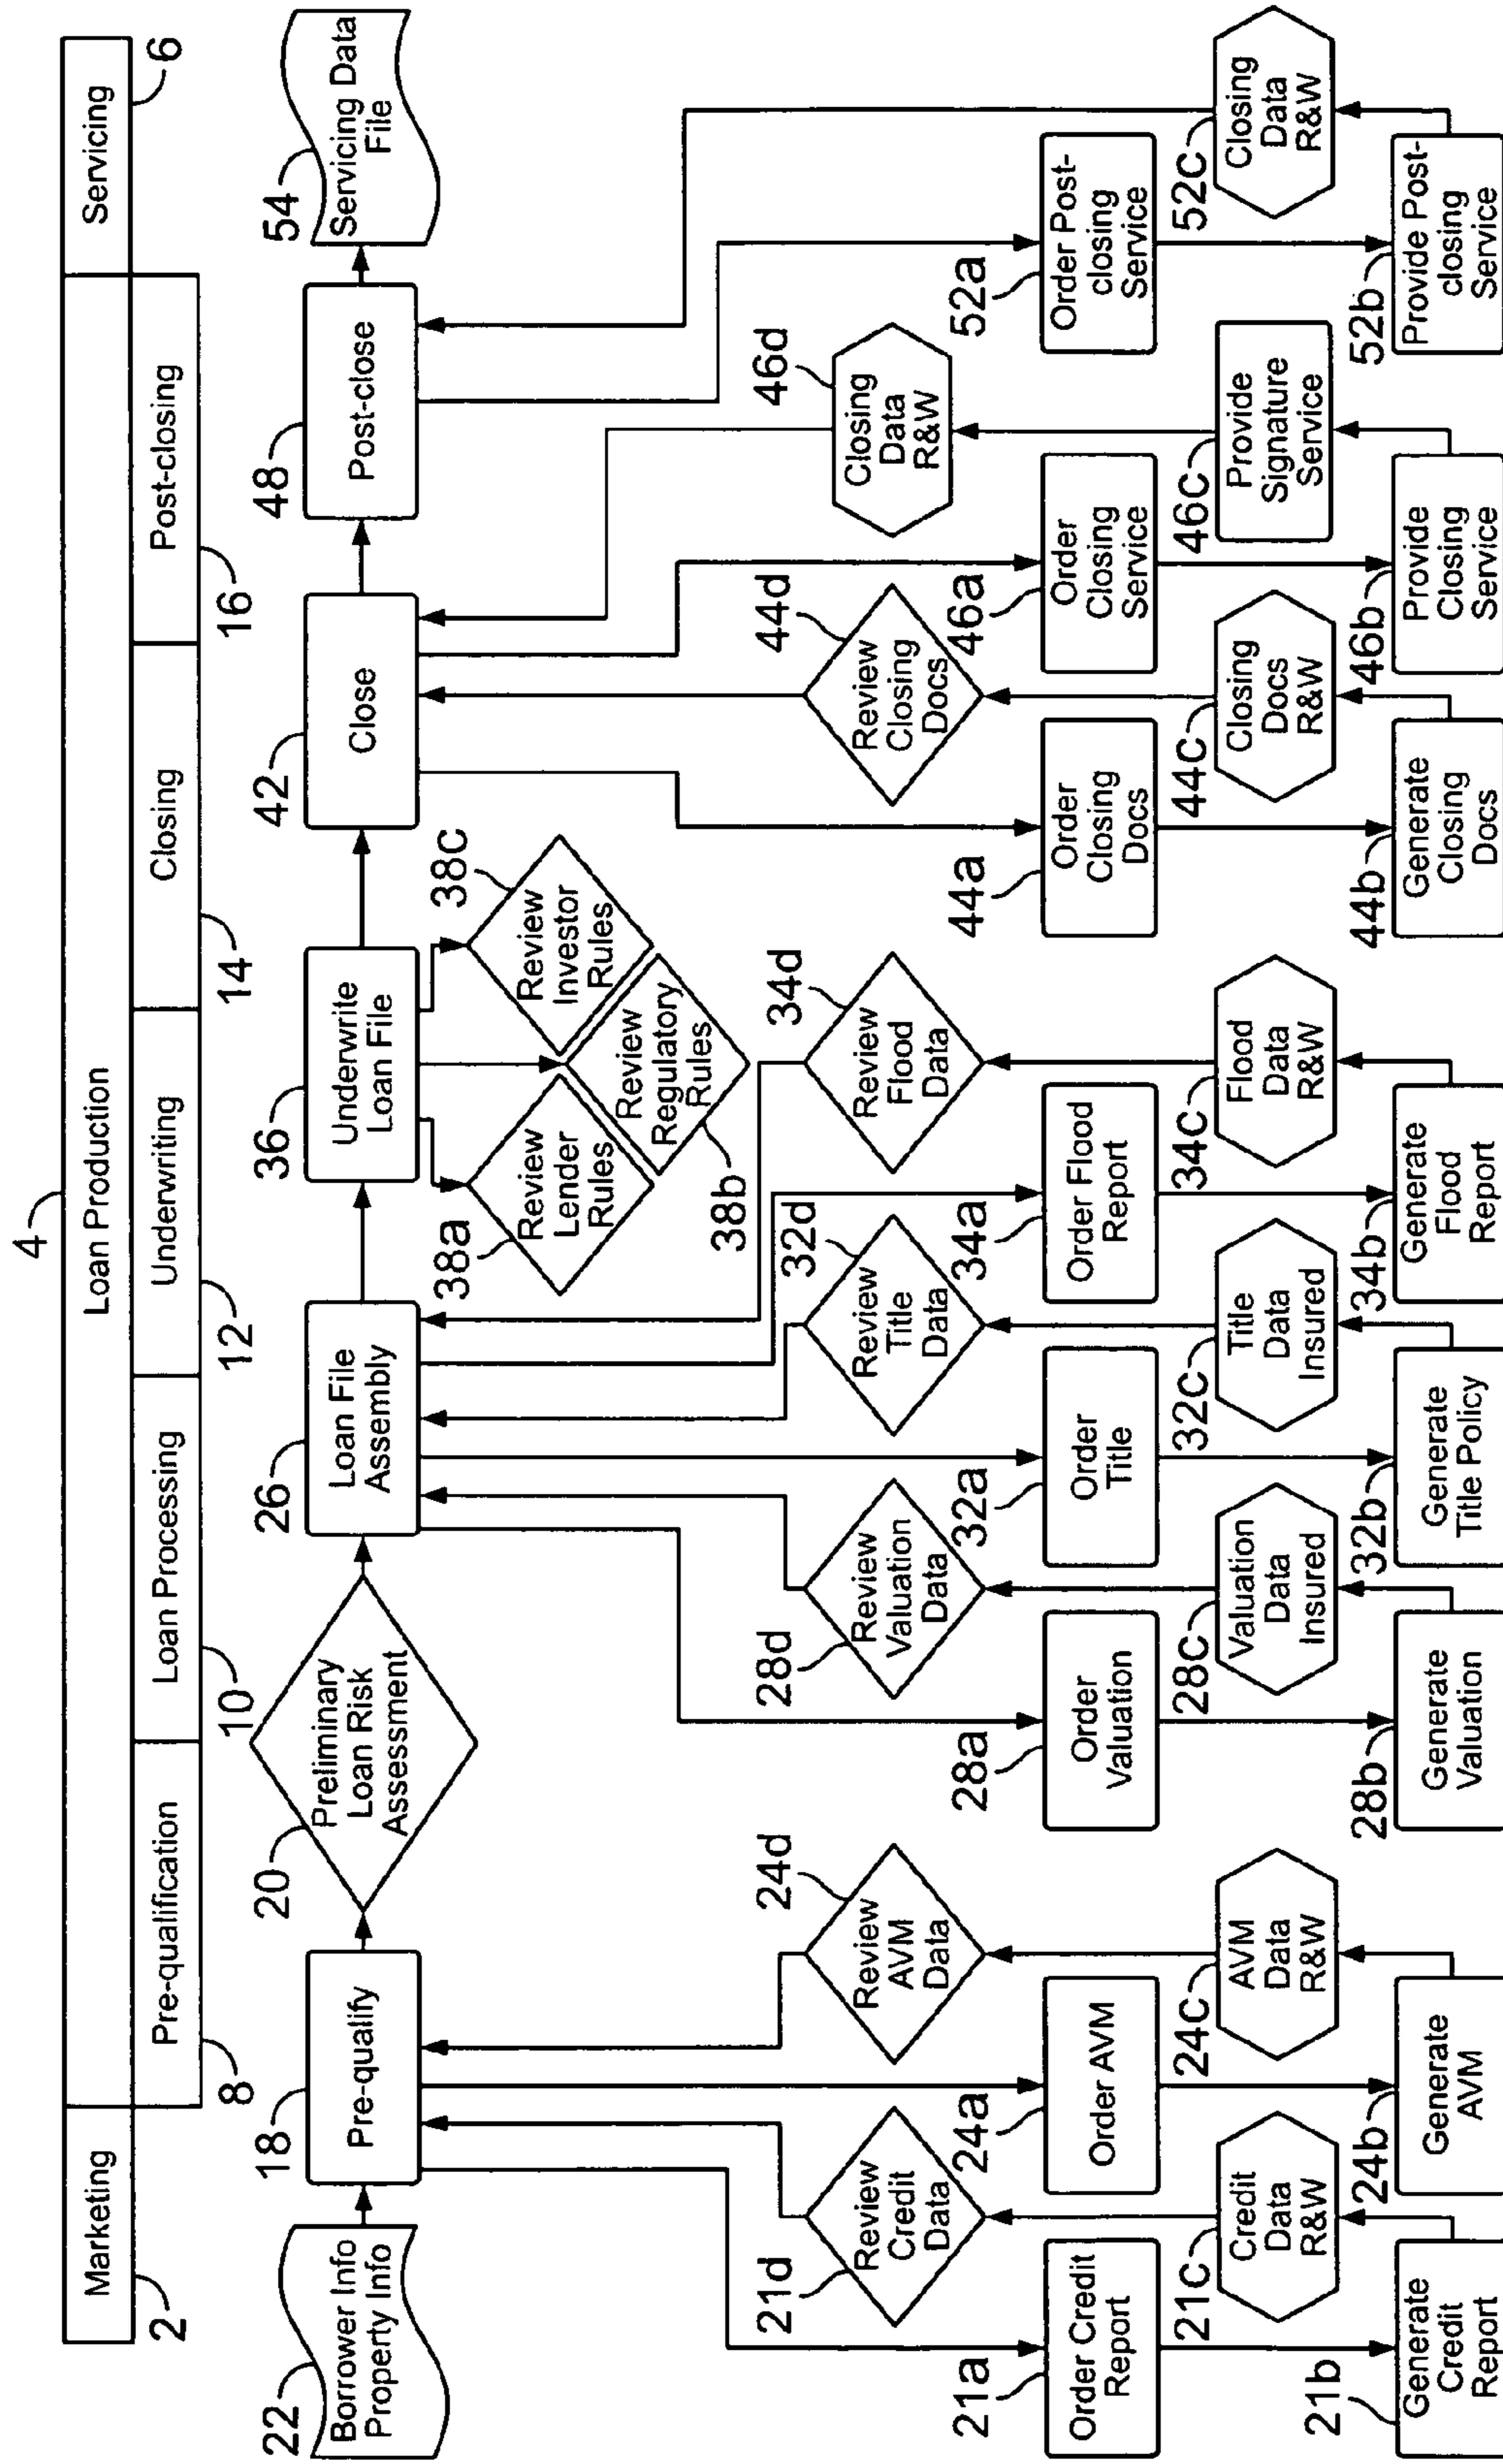 4
Marketing
Loan Production
Servicing
2
6
Pre-qualification
Loan Processing
Underwriting
Closing
Post-closing
8
10
12
14
16
22
Borrower Info
Property Info
18
Pre-qualify
20
Preliminary
Loan Risk
Assessment
26
Loan File
Assembly
36
Underwrite
Loan File
42
Close
48
Post-close
54
Servicing Data
File
38a
Review
Lender
Rules
38b
Review
Regulatory
Rules
38c
Review
Investor
Rules
21d
Review
Credit
Data
24d
Review
AVM
Data
28d
Review
Valuation
Data
32d
Review
Title
Data
34d
Review
Flood
Data
44d
Review
Closing
Docs
46d
Closing
Data
R&W
21a
Order Credit
Report
24a
Order AVM
28a
Order
Valuation
32a
Order
Title
34a
Order Flood
Report
44a
Order
Closing
Docs
46a
Order
Closing
Service
52a
Order Post-
closing
Service
21c
Credit
Data
R&W
24c
AVM
Data
R&W
28c
Valuation
Data
Insured
32c
Title
Data
Insured
34c
Flood
Data
R&W
44c
Closing
Docs
R&W
46c
Provide
Signature
Service
52c
Closing
Data
R&W
21b
Generate
Credit
Report
24b
Generate
AVM
28b
Generate
Valuation
32b
Generate
Title Policy
34b
Generate
Flood
Report
44b
Generate
Closing
Docs
46b
Provide
Closing
Service
52b
Provide Post-
closing
Service